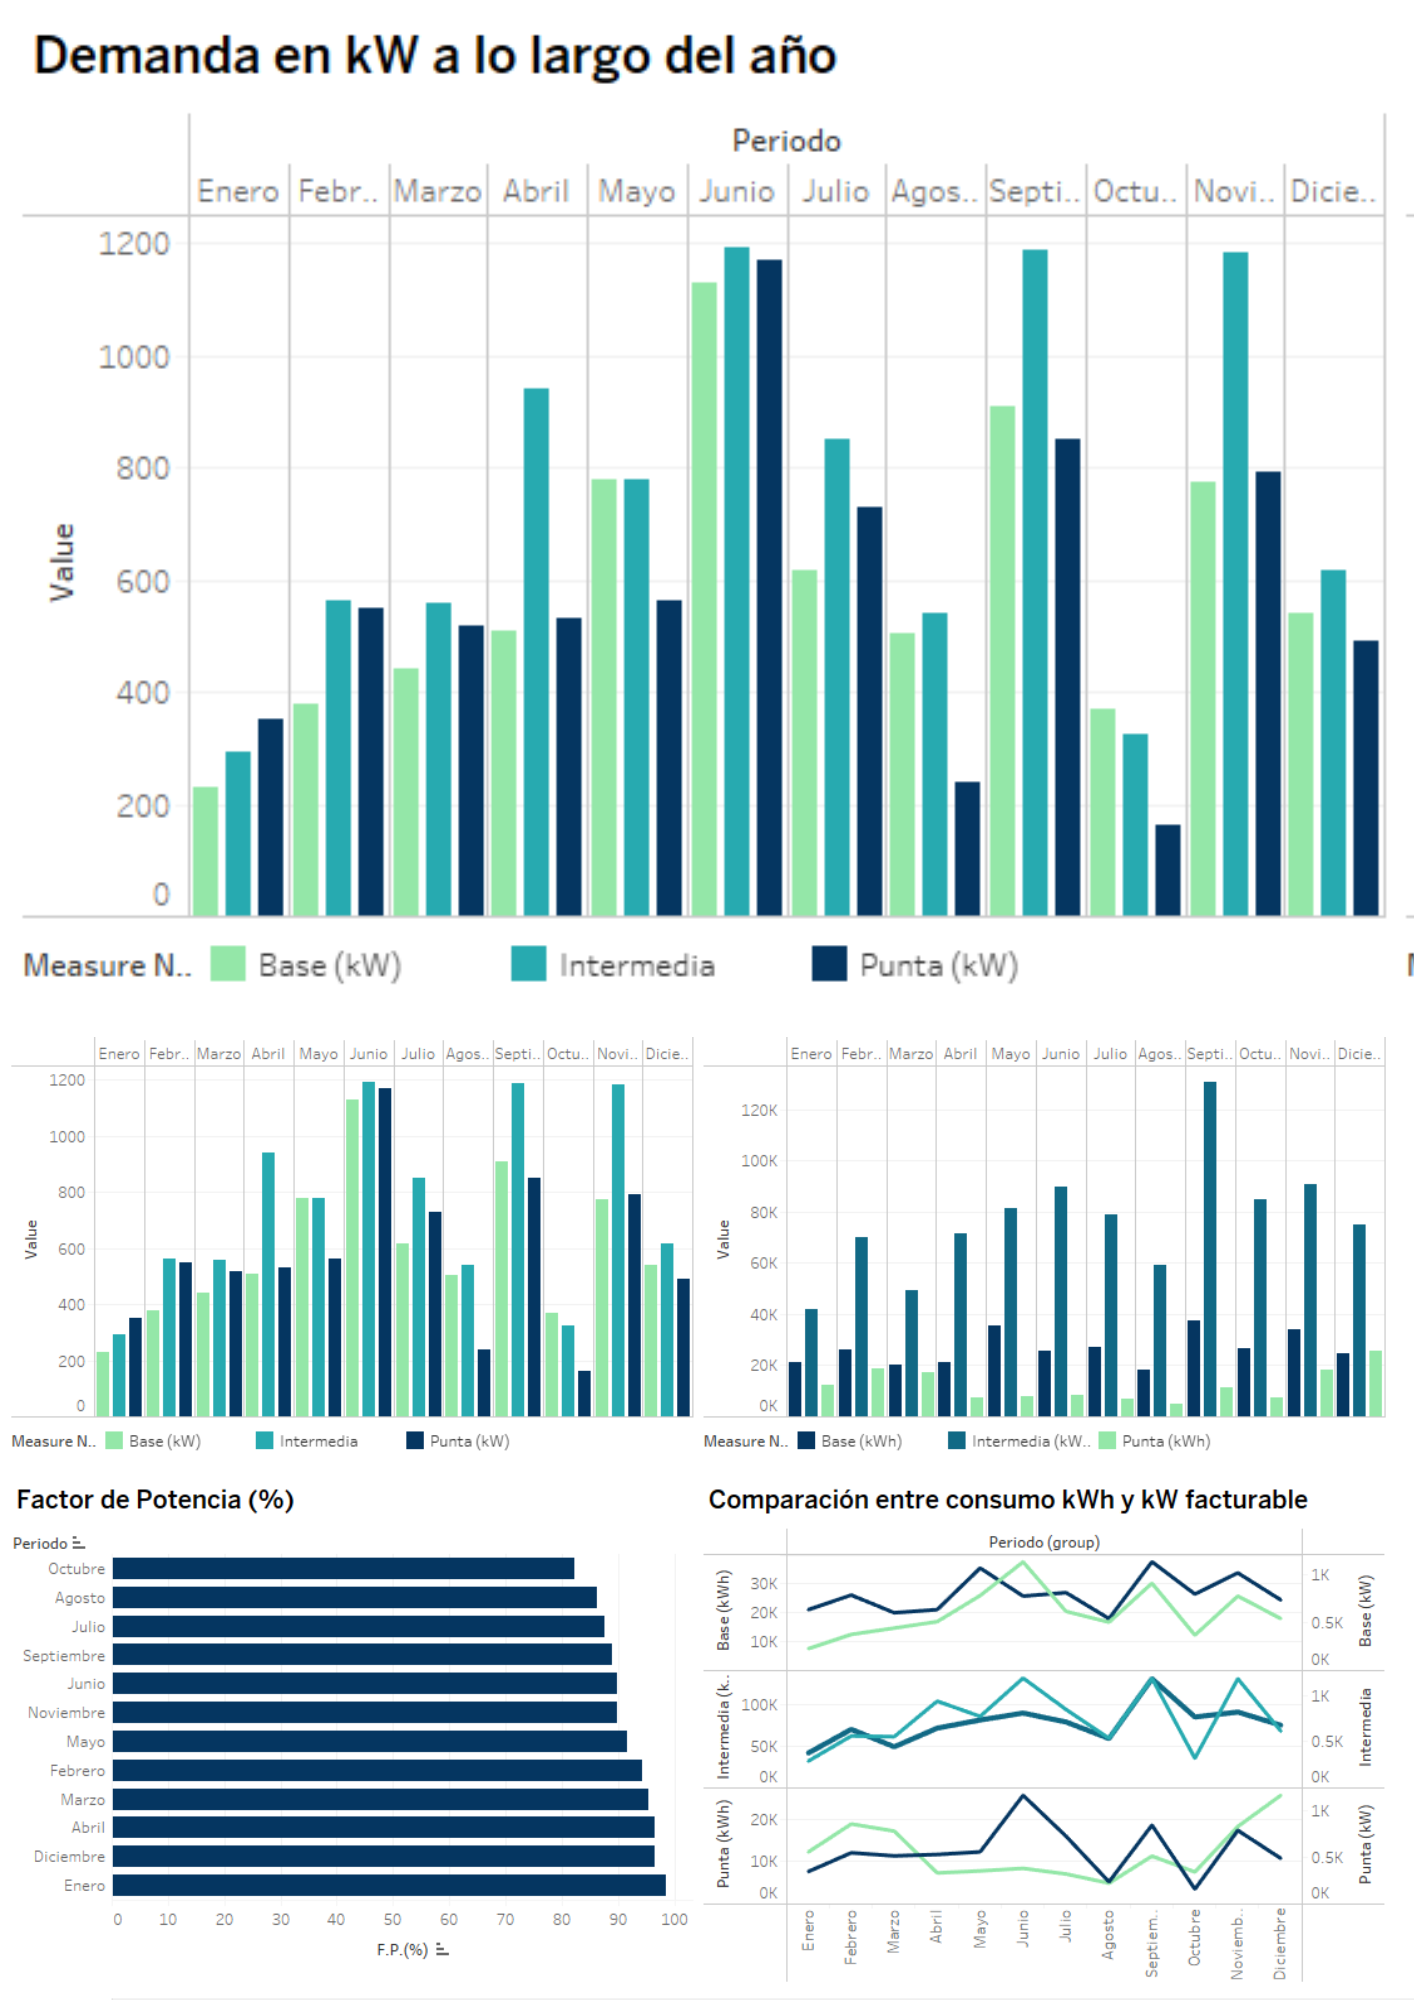 Demanda en kW a lo largo del año
Periodo
Enero Febr.. Marzo Abril Mayo Junio Julio Agos.. Septi.. Octu.. Novi.. Dicie..
1200
1000
800
600
400
200
0
Value
Measure N.. Base (kW) Intermedia Punta (kW)
Enero Febr.. Marzo Abril Mayo Junio Julio Agos.. Septi.. Octu.. Novi.. Dicie..
1200
1000
800
600
400
200
0
Value
Measure N.. Base (kW) Intermedia Punta (kW)
Enero Febr.. Marzo Abril Mayo Junio Julio Agos.. Septi.. Octu.. Novi.. Dicie..
120K
100K
80K
60K
40K
20K
0K
Value
Measure N.. Base (kWh) Intermedia (kW.. Punta (kWh)
Factor de Potencia (%)
Periodo
Octubre
Agosto
Julio
Septiembre
Junio
Noviembre
Mayo
Febrero
Marzo
Abril
Diciembre
Enero
0 10 20 30 40 50 60 70 80 90 100
F.P.(%)
Comparación entre consumo kWh y kW facturable
Periodo (group)
Base (kWh)
30K
20K
10K
1K
0.5K
0K
Base (kW)
Intermedia (k..
100K
50K
0K
1K
0.5K
0K
Intermedia
Punta (kWh)
20K
10K
0K
1K
0.5K
0K
Punta (kW)
Enero
Febrero
Marzo
Abril
Mayo
Junio
Julio
Agosto
Septiem..
Octubre
Noviemb..
Diciembre